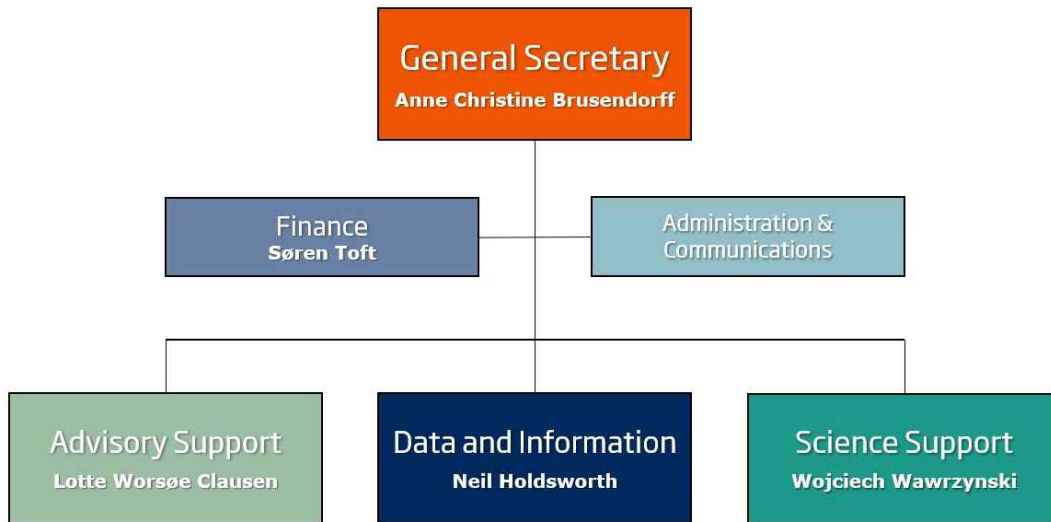 General Secretary
Anne Christine Brusendorff
Finance
Søren Toft
Administration &
Communications
Advisory Support
Lotte Worsøe Clausen
Data and Information
Neil Holdsworth
Science Support
Wojciech Wawrzynski